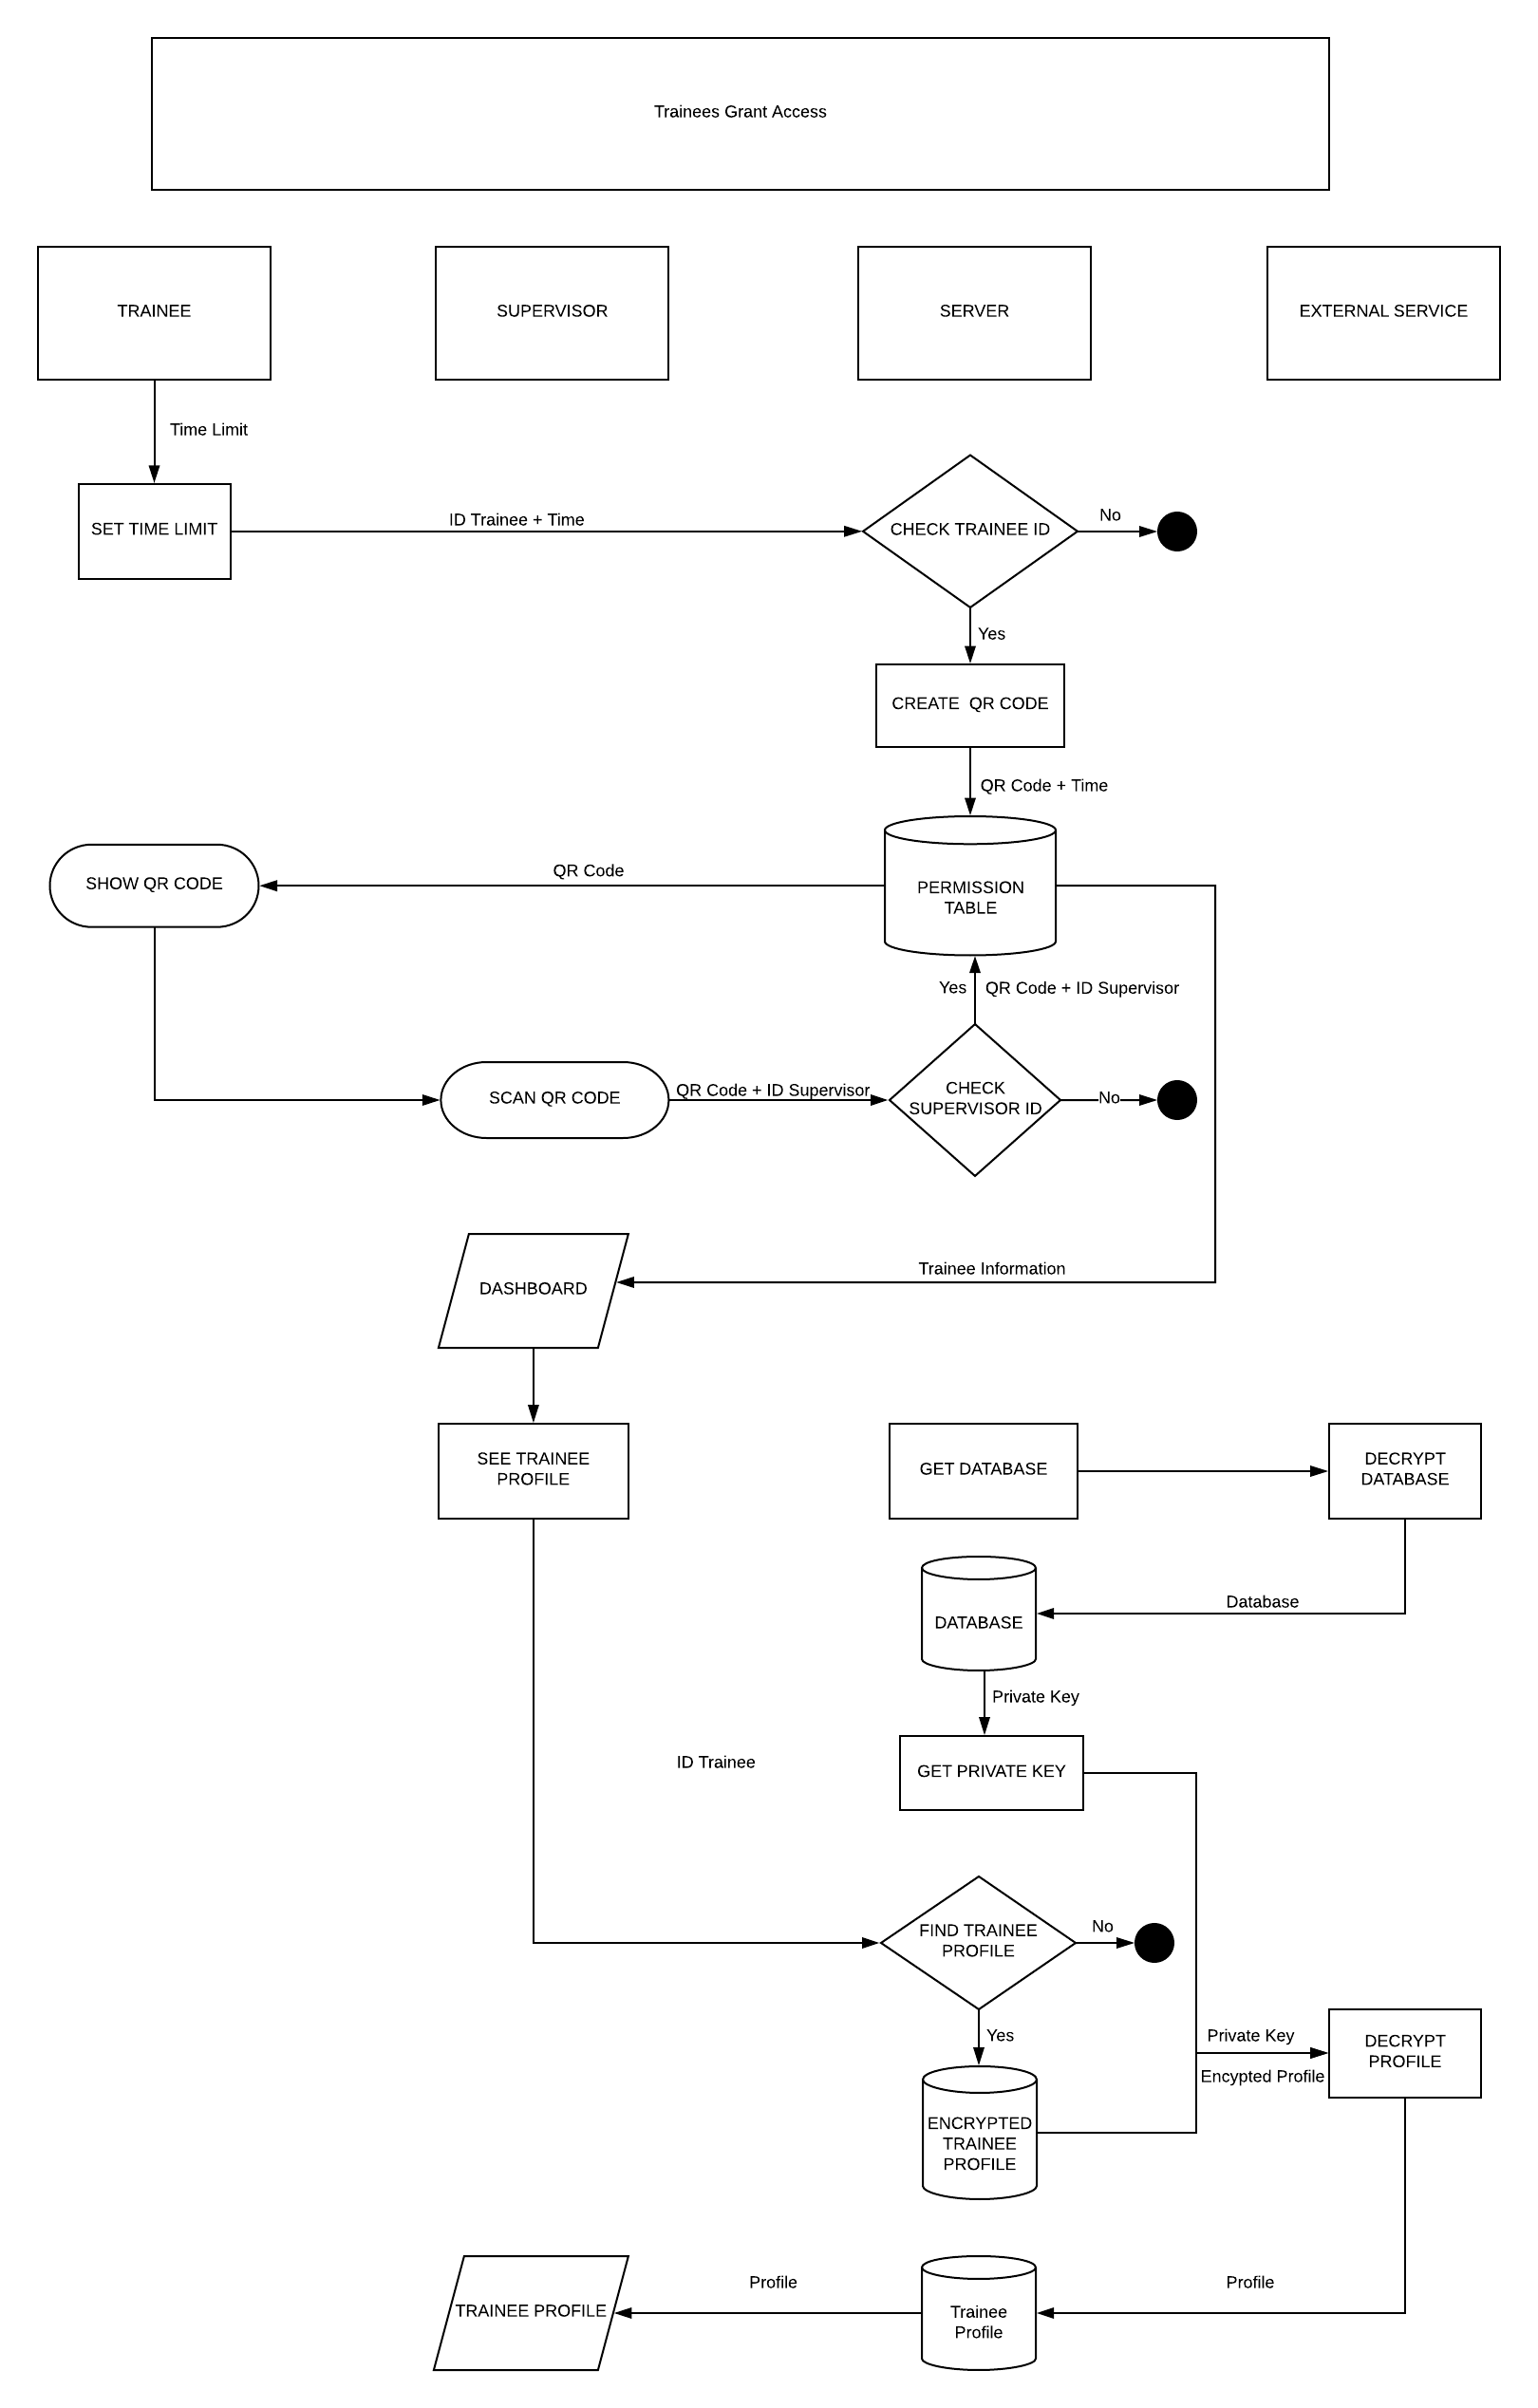 Trainees Grant Access
TRAINEE
SUPERVISOR
SERVER
EXTERNAL SERVICE
Time Limit
SET TIME LIMIT
ID Trainee + Time
CHECK TRAINEE ID
No
Yes
CREATE QR CODE
QR Code + Time
SHOW QR CODE
QR Code
PERMISSION
TABLE
Yes
QR Code + ID Supervisor
SCAN QR CODE
QR Code + ID Supervisor
CHECK
SUPERVISOR ID
No
Trainee Information
DASHBOARD
SEE TRAINEE
PROFILE
GET DATABASE
DECRYPT
DATABASE
Database
DATABASE
Private Key
ID Trainee
GET PRIVATE KEY
FIND TRAINEE
PROFILE
No
Yes
Private Key
Encypted Profile
DECRYPT
PROFILE
ENCRYPTED
TRAINEE
PROFILE
TRAINEE PROFILE
Profile
Trainee
Profile
Profile